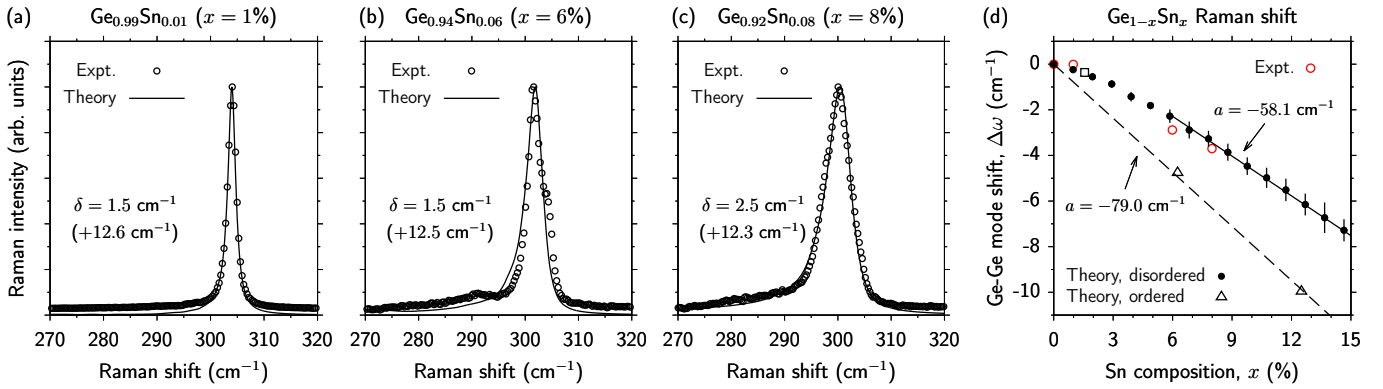 (a) Ge₀.₉₉Sn₀.₀₁ (x = 1%)
Expt.
Theory
δ = 1.5 cm⁻¹
(+12.6 cm⁻¹)
Raman intensity (arb. units)
270 280 290 300 310 320
Raman shift (cm⁻¹)
(b) Ge₀.₉₄Sn₀.₀₆ (x = 6%)
Expt.
Theory
δ = 1.5 cm⁻¹
(+12.5 cm⁻¹)
270 280 290 300 310 320
Raman shift (cm⁻¹)
(c) Ge₀.₉₂Sn₀.₀₈ (x = 8%)
Expt.
Theory
δ = 2.5 cm⁻¹
(+12.3 cm⁻¹)
270 280 290 300 310 320
Raman shift (cm⁻¹)
(d) Ge₁₋ₓSnₓ Raman shift
Ge–Ge mode shift, Δω (cm⁻¹)
0
-2
-4
-6
-8
-10
Expt.
a = −58.1 cm⁻¹
a = −79.0 cm⁻¹
Theory, disordered
Theory, ordered
0 3 6 9 12 15
Sn composition, x (%)